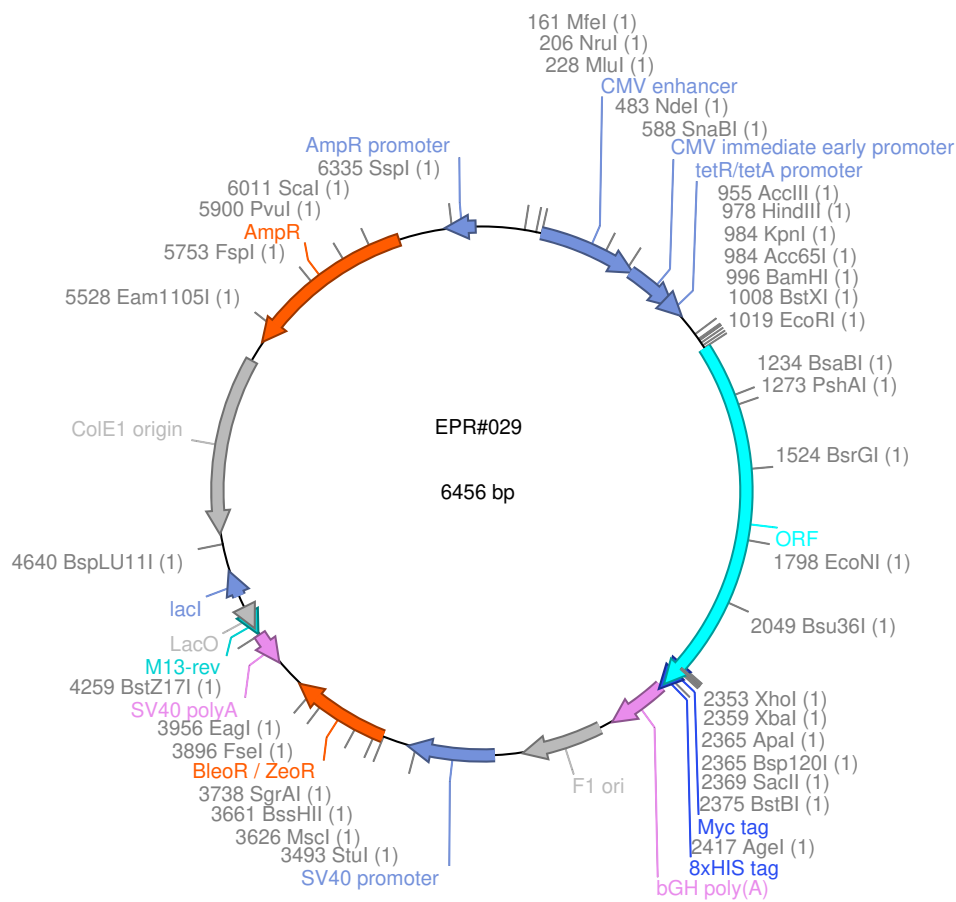 161 MfeI (1)
206 NruI (1)
228 MluI (1)
CMV enhancer
483 NdeI (1)
588 SnaBI (1)
CMV immediate early promoter
tetR/tetA promoter
955 AccIII (1)
978 HindIII (1)
984 KpnI (1)
984 Acc65I (1)
996 BamHI (1)
1008 BstXI (1)
1019 EcoRI (1)
1234 BsaBI (1)
1273 PshAI (1)
1524 BsrGI (1)
ORF
1798 EcoNI (1)
2049 Bsu36I (1)
2353 XhoI (1)
2359 XbaI (1)
2365 ApaI (1)
2365 Bsp120I (1)
2369 SacII (1)
2375 BstBI (1)
Myc tag
2417 AgeI (1)
8xHIS tag
bGH poly(A)
F1 ori
SV40 promoter
3493 StuI (1)
3626 MscI (1)
3661 BssHII (1)
3738 SgrAI (1)
BleoR / ZeoR
3896 FseI (1)
3956 EagI (1)
SV40 polyA
4259 BstZ17I (1)
M13-rev
LacO
lacI
4640 BspLU11I (1)
ColE1 origin
5528 Eam1105I (1)
5753 FspI (1)
AmpR
5900 PvuI (1)
6011 ScaI (1)
6335 SspI (1)
AmpR promoter
EPR#029
6456 bp